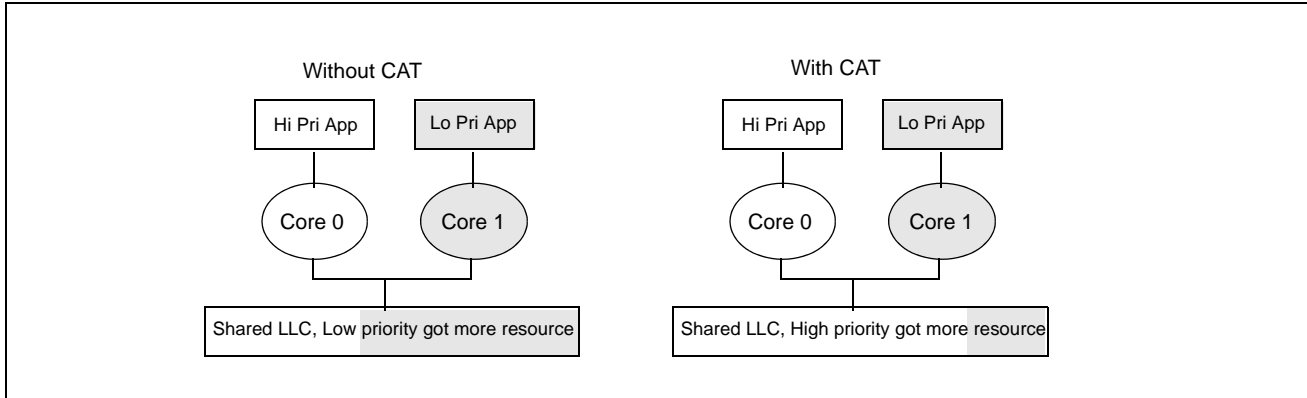 Without CAT
Hi Pri App
Lo Pri App
Core 0
Core 1
Shared LLC, Low priority got more resource
With CAT
Hi Pri App
Lo Pri App
Core 0
Core 1
Shared LLC, High priority got more resource